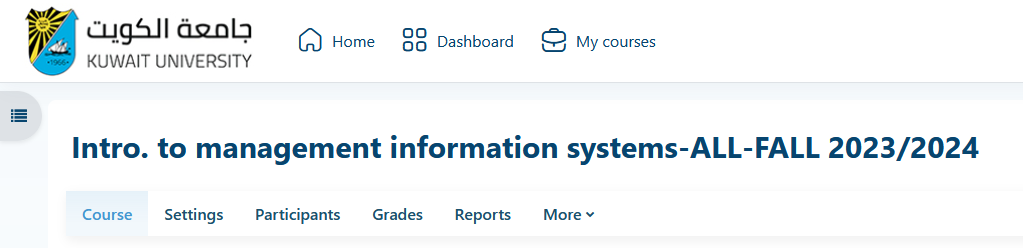 جامعة الكويت
KUWAIT UNIVERSITY
1966
Home
Dashboard
My courses
Intro. to management information systems-ALL-FALL 2023/2024
Course
Settings
Participants
Grades
Reports
More